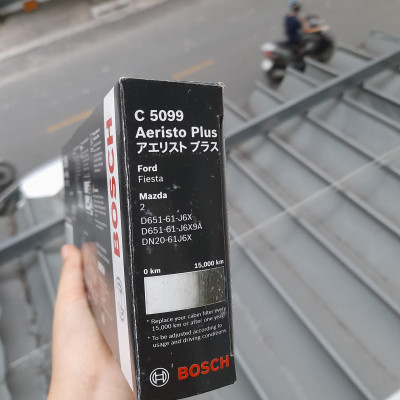 C 5099
Aeristo Plus
アエリスト プラス
Ford
Fiesta
Mazda
2
D651-61-J6X
D651-61-J6X9A
DN20-61J6X
0 km
15,000 km
* Replace your cabin filter every
15,000 km or after one year
* To be adjusted according to
usage and driving conditions
BOSCH
BOSCH